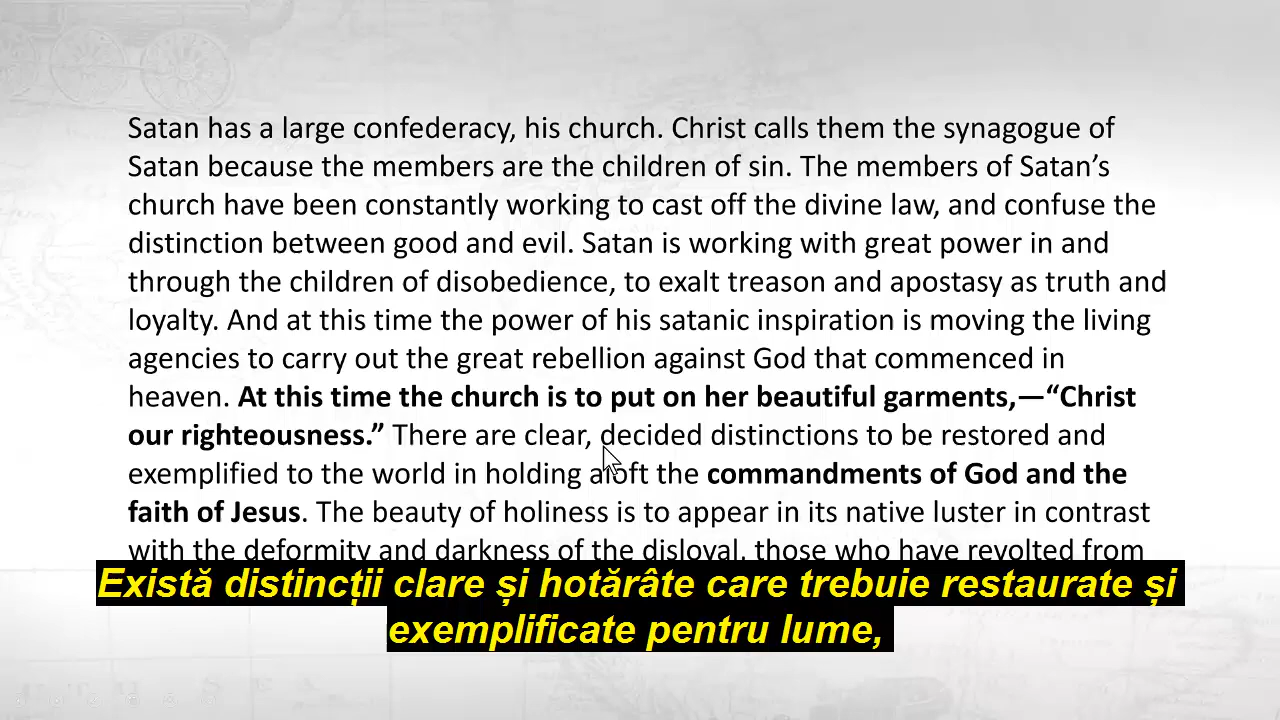 Satan has a large confederacy, his church. Christ calls them the synagogue of
Satan because the members are the children of sin. The members of Satan’s
church have been constantly working to cast off the divine law, and confuse the
distinction between good and evil. Satan is working with great power in and
through the children of disobedience, to exalt treason and apostasy as truth and
loyalty. And at this time the power of his satanic inspiration is moving the living
agencies to carry out the great rebellion against God that commenced in
heaven. At this time the church is to put on her beautiful garments,—“Christ
our righteousness.” There are clear, decided distinctions to be restored and
exemplified to the world in holding aloft the commandments of God and the
faith of Jesus. The beauty of holiness is to appear in its native luster in contrast
with the deformity and darkness of the disloyal, those who have revolted from
Există distincții clare și hotărâte care trebuie restaurate și
exemplificate pentru lume,